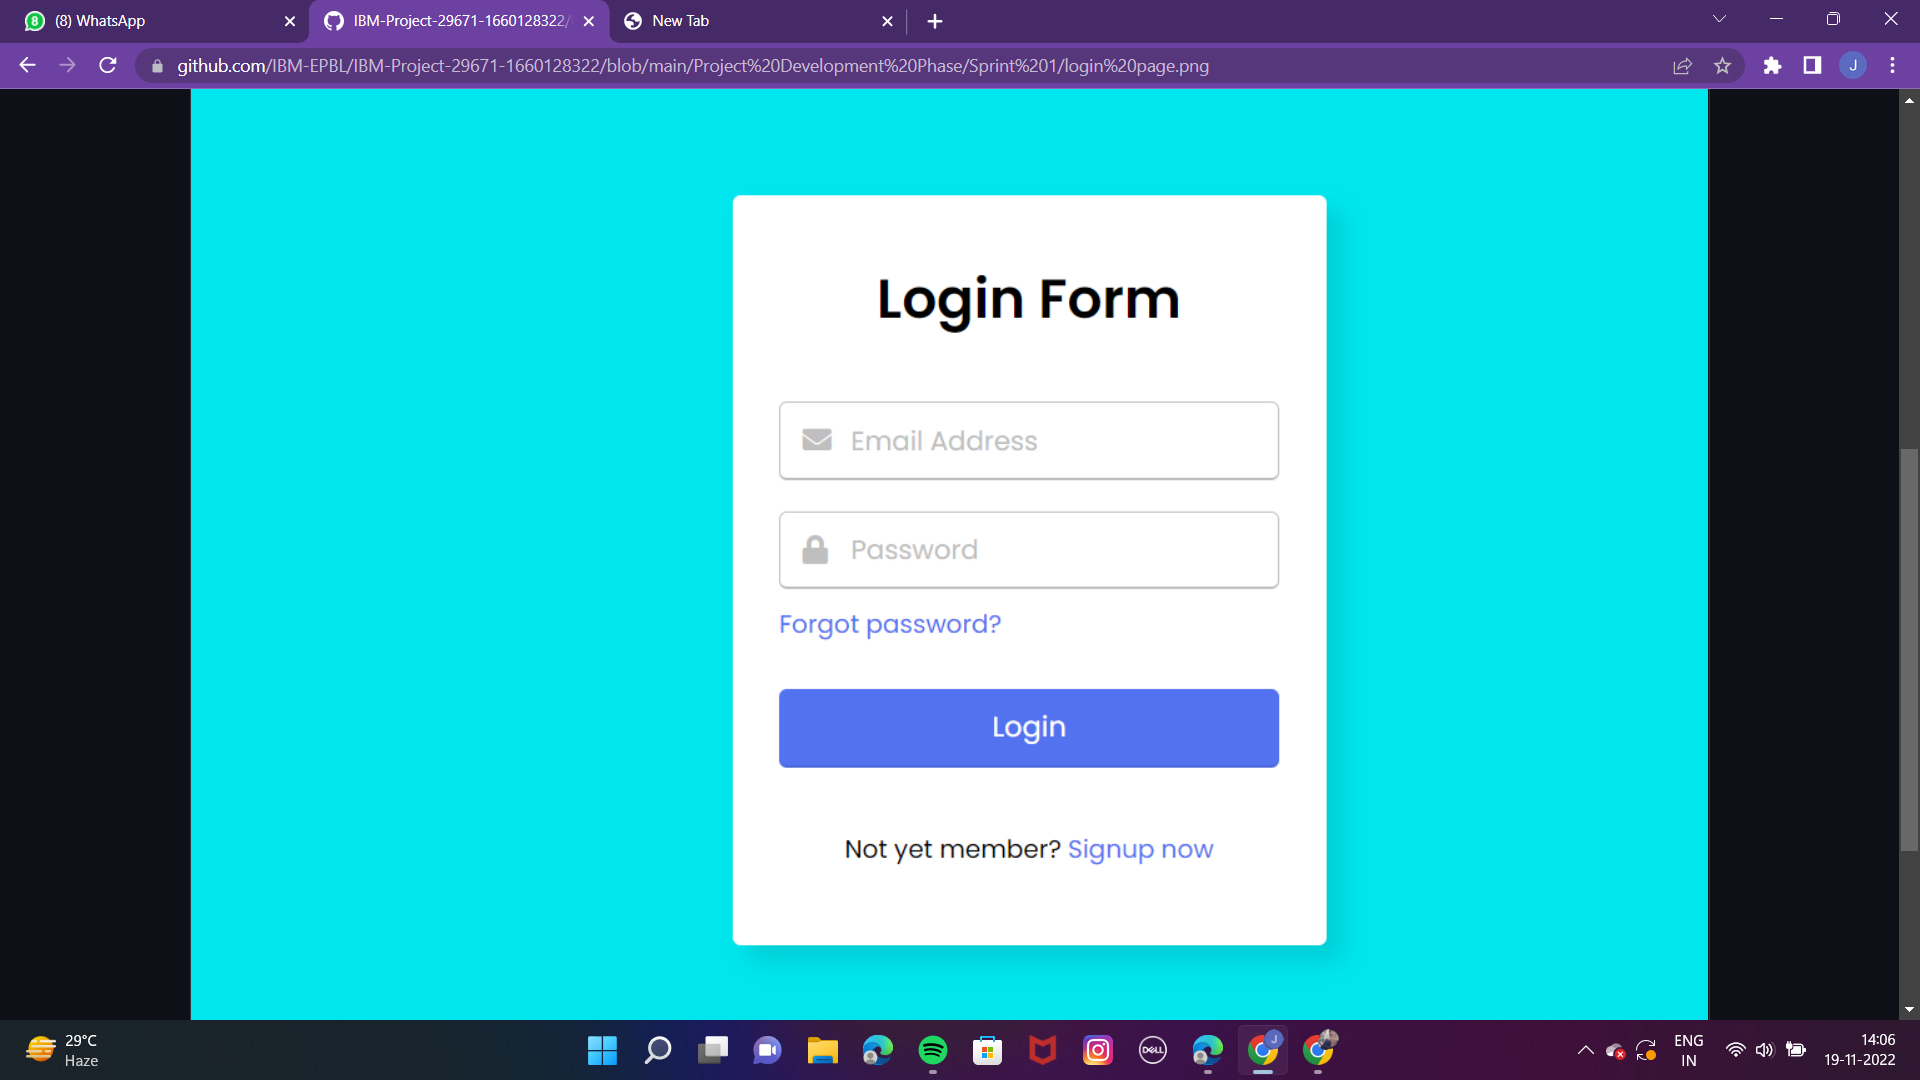 (8) WhatsApp
IBM-Project-29671-1660128322/
New Tab
github.com/IBM-EPBL/IBM-Project-29671-1660128322/blob/main/Project%20Development%20Phase/Sprint%201/login%20page.png
J
Login Form
Email Address
Password
Forgot password?
Login
Not yet member? Signup now
29°C
Haze
DELL
J
ENG
IN
14:06
19-11-2022